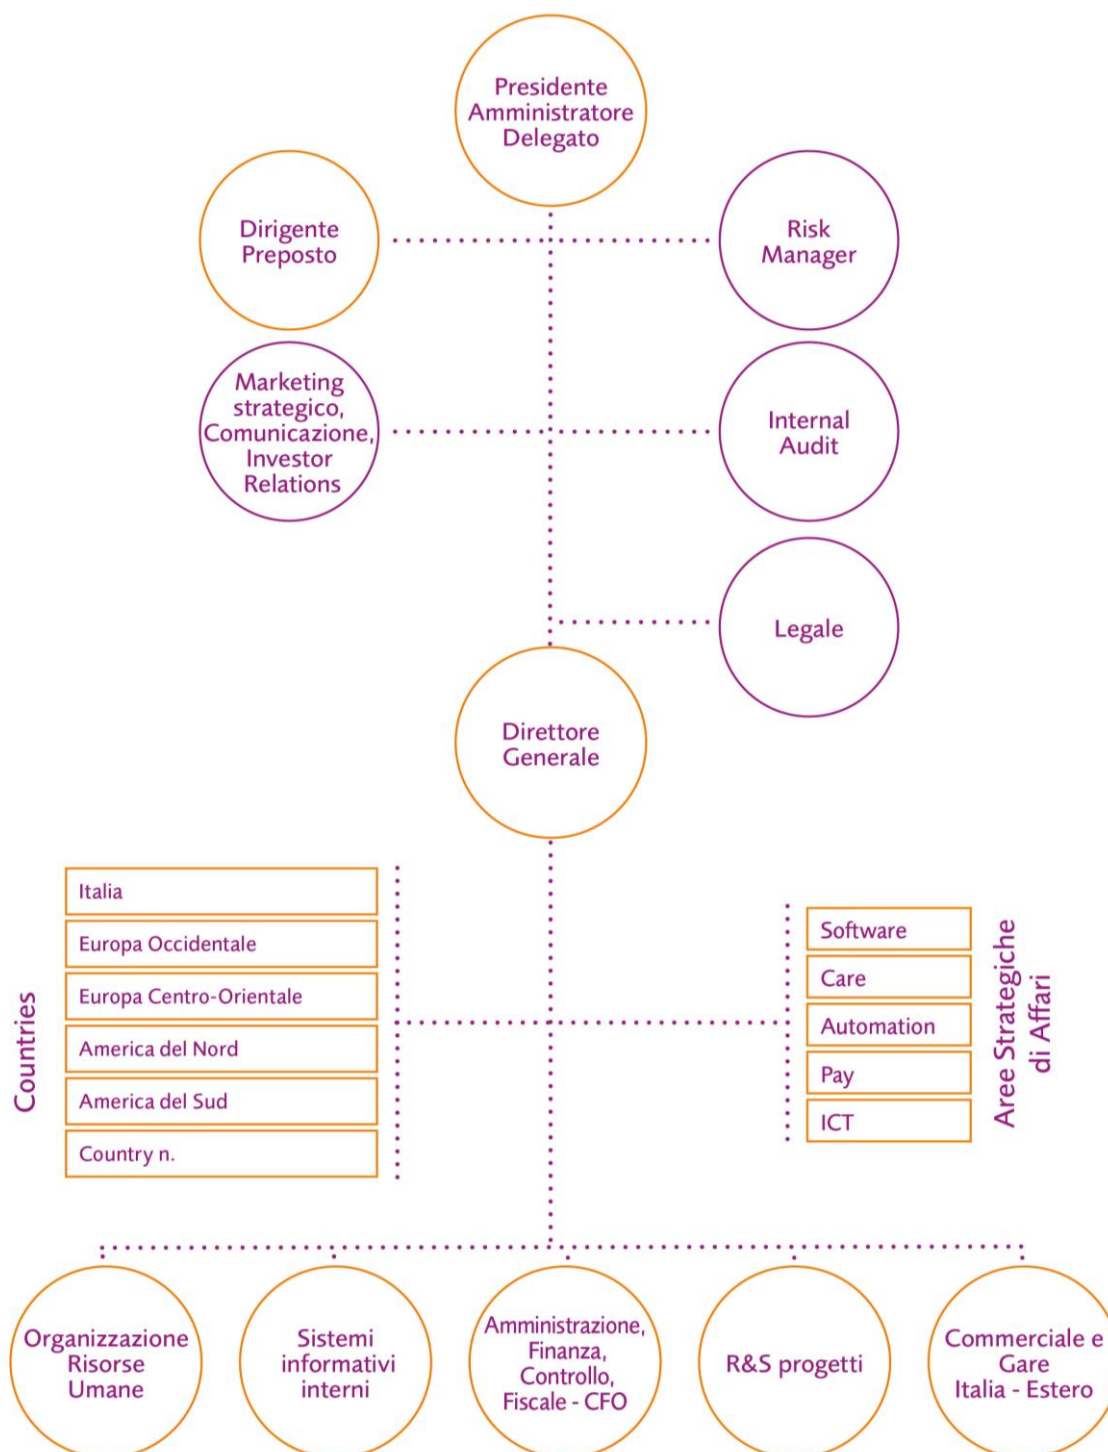 Presidente
Amministratore
Delegato
Dirigente
Preposto
Risk
Manager
Marketing
strategico,
Comunicazione,
Investor
Relations
Internal
Audit
Legale
Direttore
Generale
Countries
Italia
Europa Occidentale
Europa Centro-Orientale
America del Nord
America del Sud
Country n.
Software
Care
Automation
Pay
ICT
Aree Strategiche
di Affari
Organizzazione
Risorse
Umane
Sistemi
informativi
interni
Amministrazione,
Finanza,
Controllo,
Fiscale - CFO
R&S progetti
Commerciale e
Gare
Italia - Estero